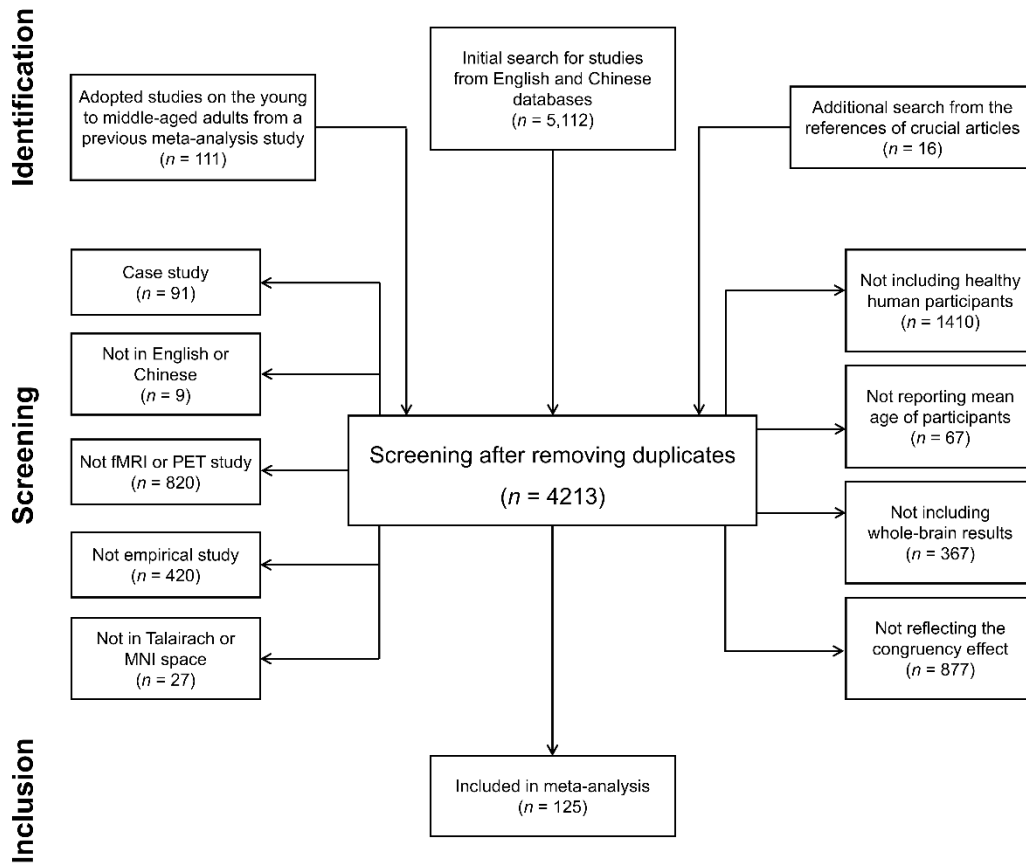 Identification
Adopted studies on the young
to middle-aged adults from a
previous meta-analysis study
(n = 111)
Initial search for studies
from English and Chinese
databases
(n = 5,112)
Additional search from the
references of crucial articles
(n = 16)
Screening
Case study
(n = 91)
Not in English or
Chinese
(n = 9)
Not fMRI or PET study
(n = 820)
Not empirical study
(n = 420)
Not in Talairach or
MNI space
(n = 27)
Screening after removing duplicates
(n = 4213)
Not including healthy
human participants
(n = 1410)
Not reporting mean
age of participants
(n = 67)
Not including
whole-brain results
(n = 367)
Not reflecting the
congruency effect
(n = 877)
Inclusion
Included in meta-analysis
(n = 125)